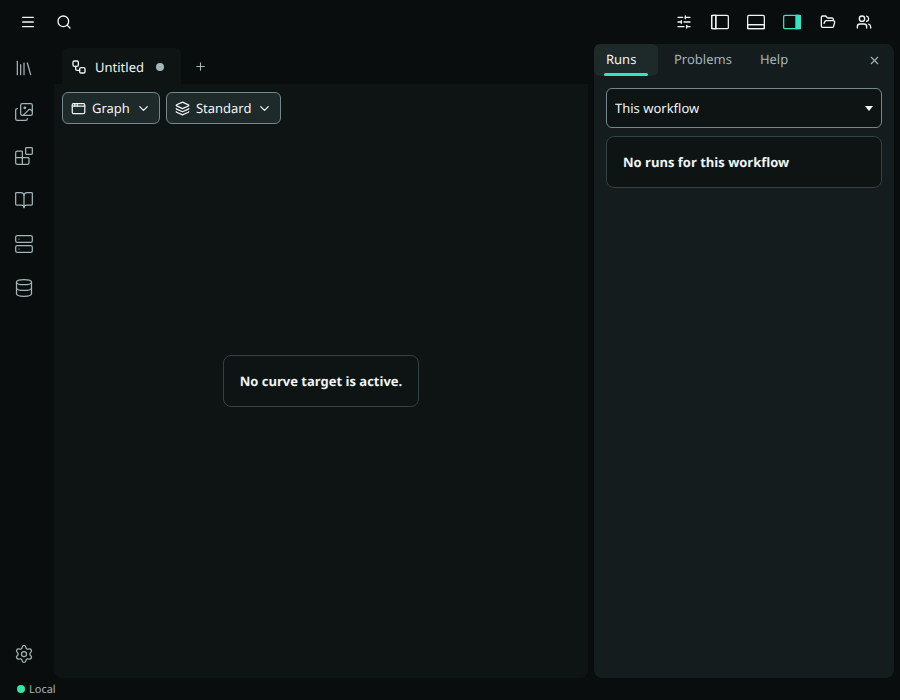 Untitled
Runs
Problems
Help
Graph
Standard
This workflow
No runs for this workflow
No curve target is active.
Local